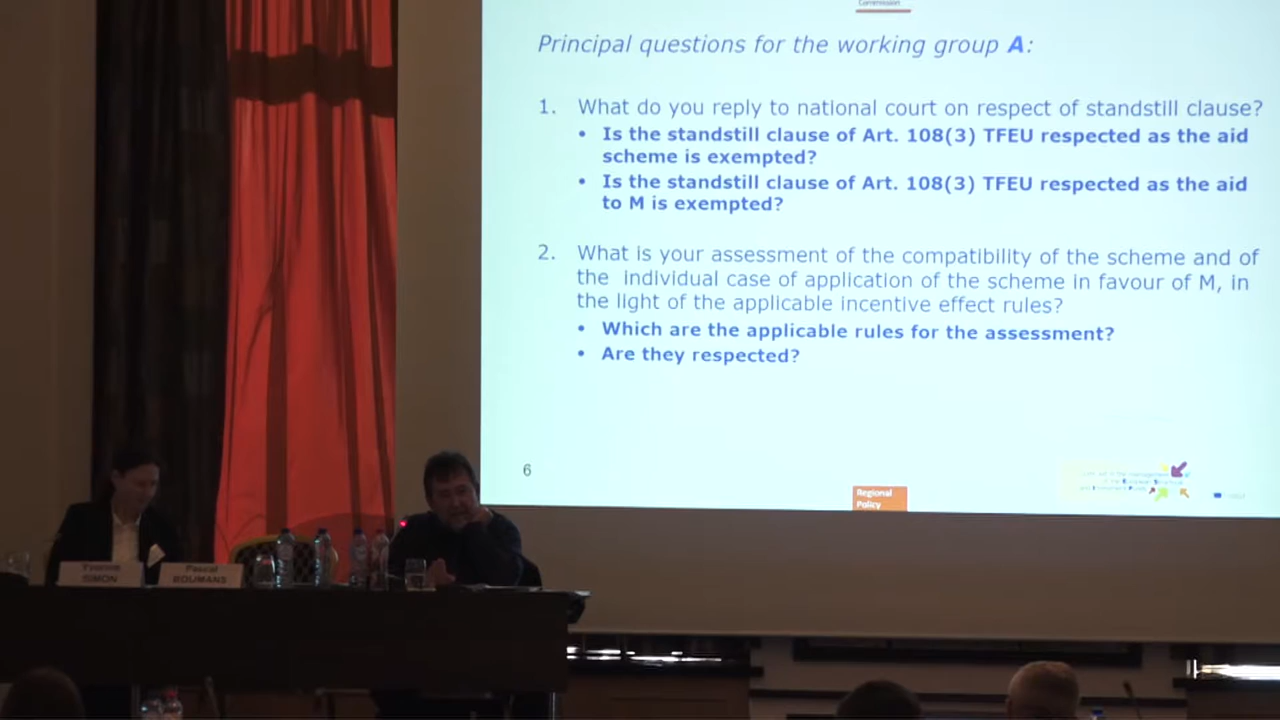 Commission
Principal questions for the working group A:
1. What do you reply to national court on respect of standstill clause?
• Is the standstill clause of Art. 108(3) TFEU respected as the aid
scheme is exempted?
• Is the standstill clause of Art. 108(3) TFEU respected as the aid
to M is exempted?
2. What is your assessment of the compatibility of the scheme and of
the individual case of application of the scheme in favour of M, in
the light of the applicable incentive effect rules?
• Which are the applicable rules for the assessment?
• Are they respected?
6
Regional
Policy
SIMON
Pascal
ROUMANS